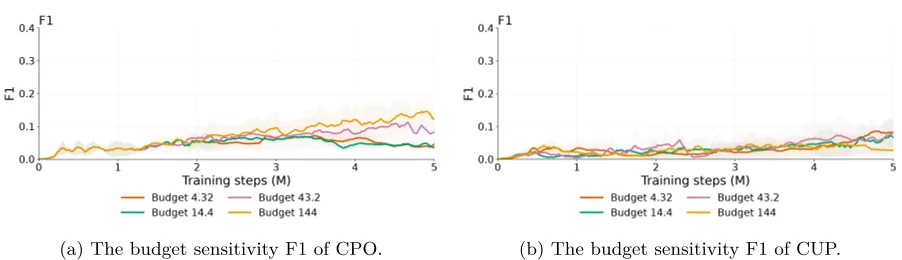 F1
0.4
0.3
0.2
0.1
0.0
F1
0 1 2 3 4 5
Training steps (M)
Budget 4.32 Budget 43.2
Budget 14.4 Budget 144
(a) The budget sensitivity F1 of CPO.
F1
0.4
0.3
0.2
0.1
0.0
F1
0 1 2 3 4 5
Training steps (M)
Budget 4.32 Budget 43.2
Budget 14.4 Budget 144
(b) The budget sensitivity F1 of CUP.